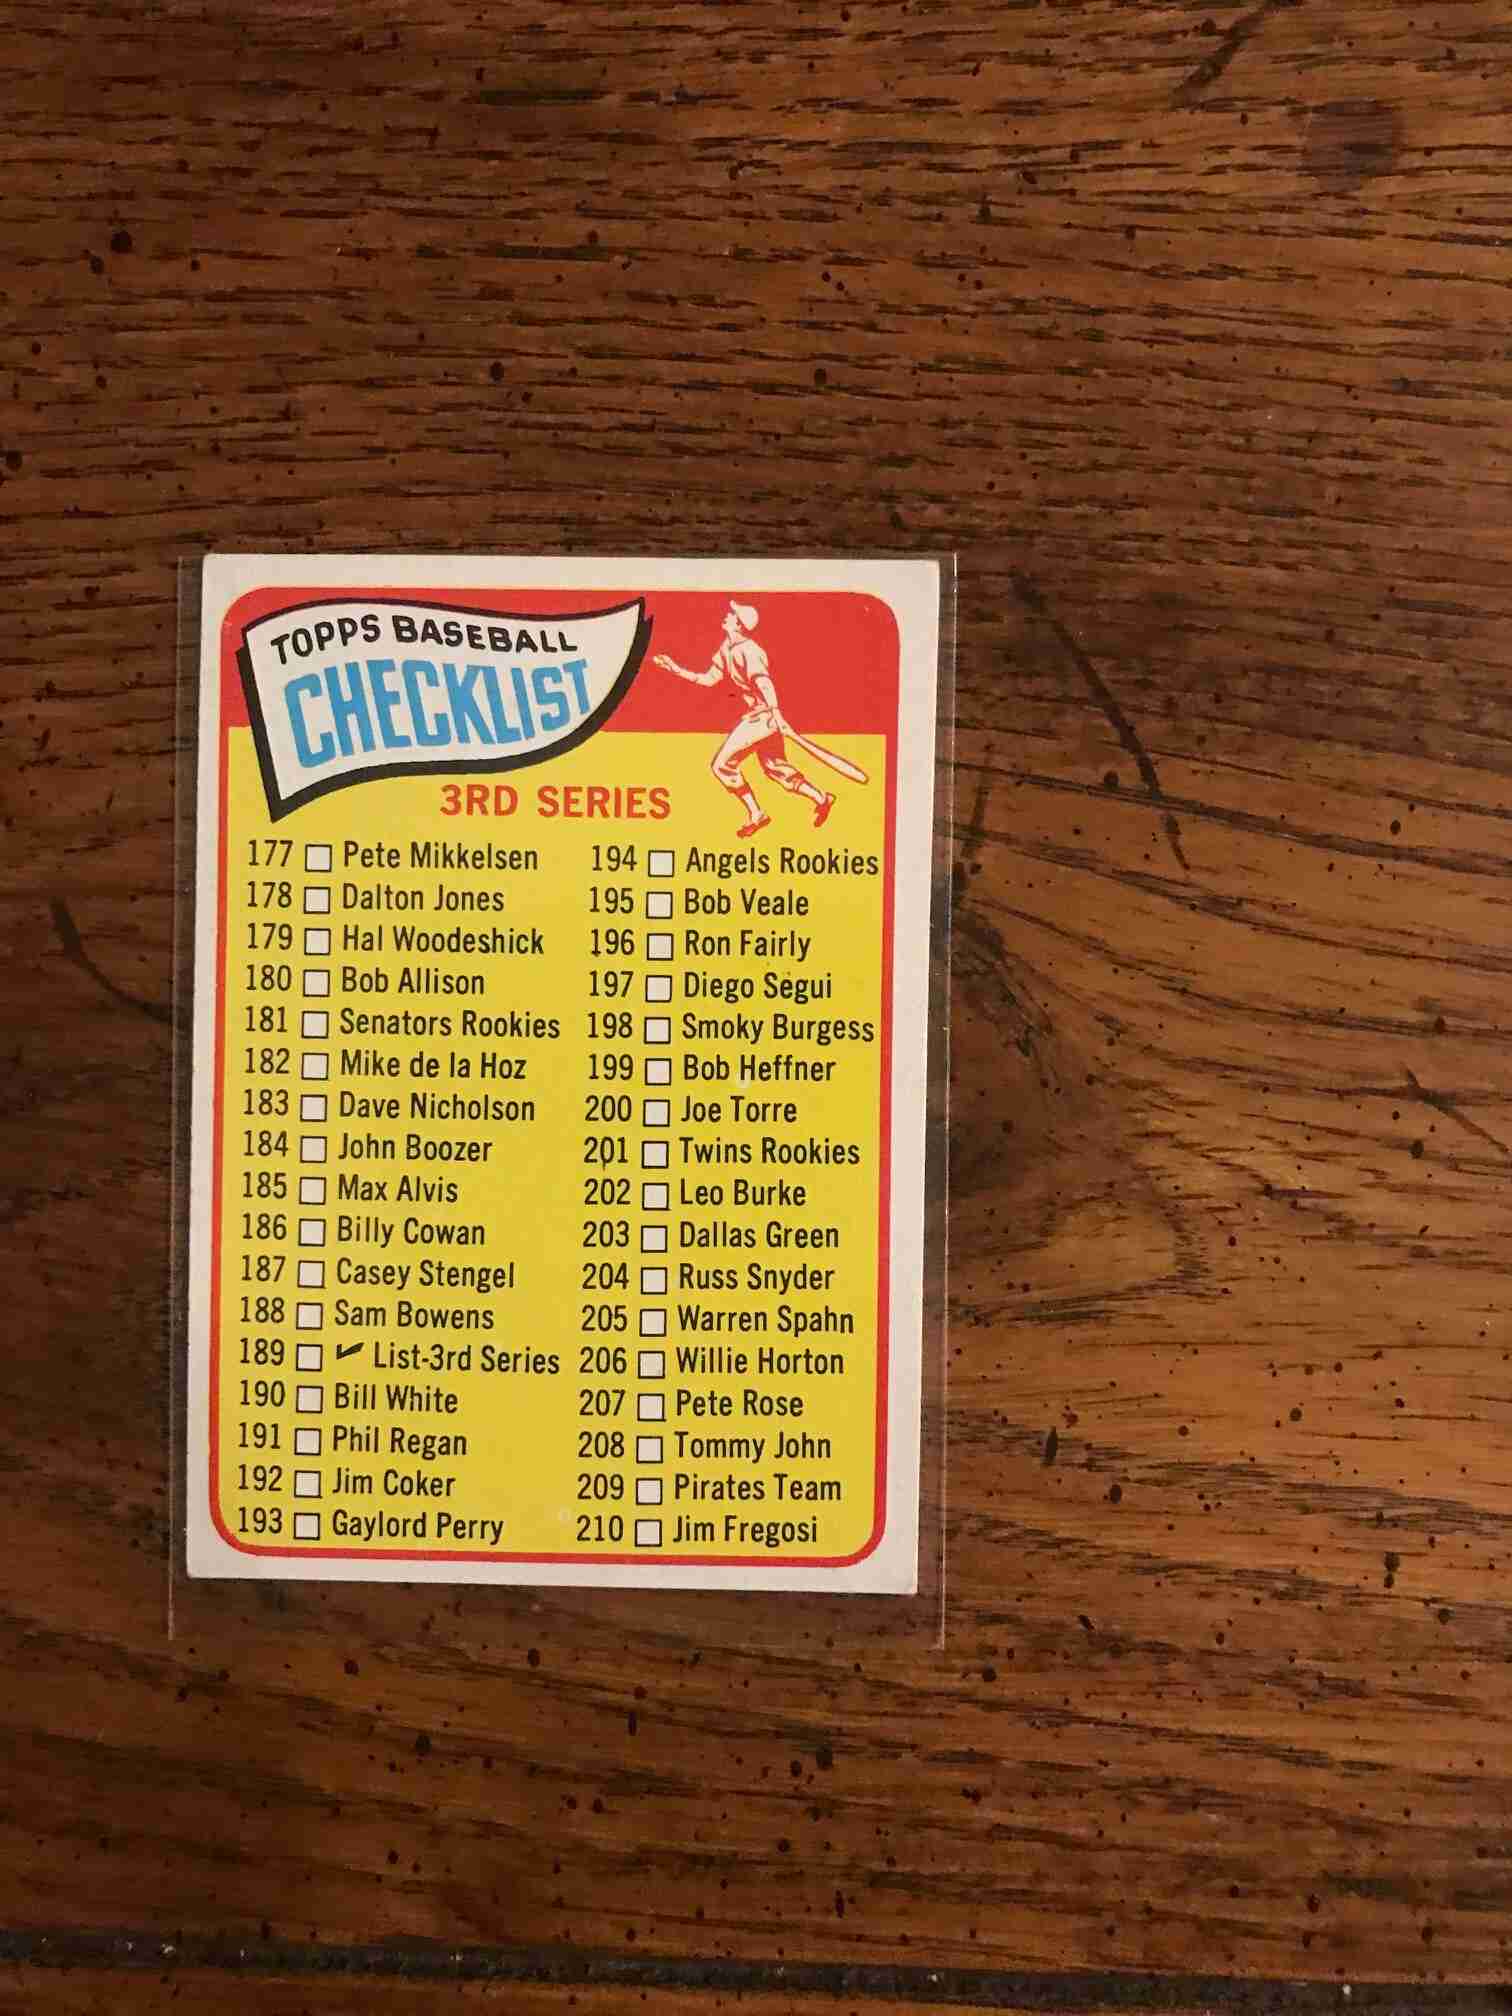 TOPPS BASEBALL
CHECKLIST
3RD SERIES
177 Pete Mikkelsen
178 Dalton Jones
179 Hal Woodeshick
180 Bob Allison
181 Senators Rookies
182 Mike de la Hoz
183 Dave Nicholson
184 John Boozer
185 Max Alvis
186 Billy Cowan
187 Casey Stengel
188 Sam Bowens
189 ✔ List-3rd Series
190 Bill White
191 Phil Regan
192 Jim Coker
193 Gaylord Perry
194 Angels Rookies
195 Bob Veale
196 Ron Fairly
197 Diego Segui
198 Smoky Burgess
199 Bob Heffner
200 Joe Torre
201 Twins Rookies
202 Leo Burke
203 Dallas Green
204 Russ Snyder
205 Warren Spahn
206 Willie Horton
207 Pete Rose
208 Tommy John
209 Pirates Team
210 Jim Fregosi